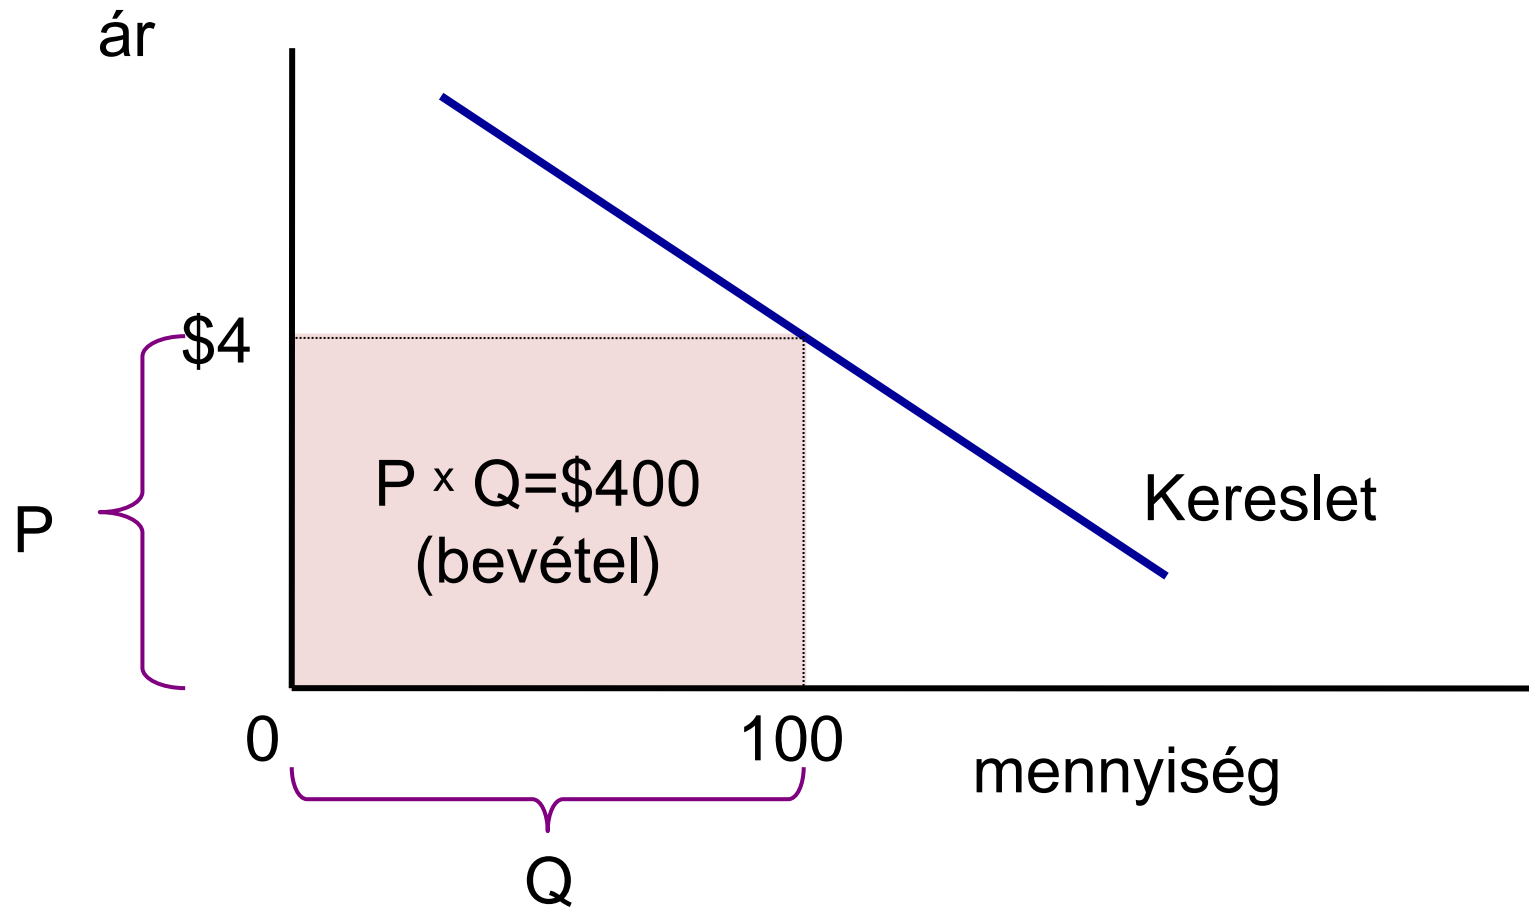 ár
$4
P x Q=$400
(bevétel)
Kereslet
P
0
100
mennyiség
Q